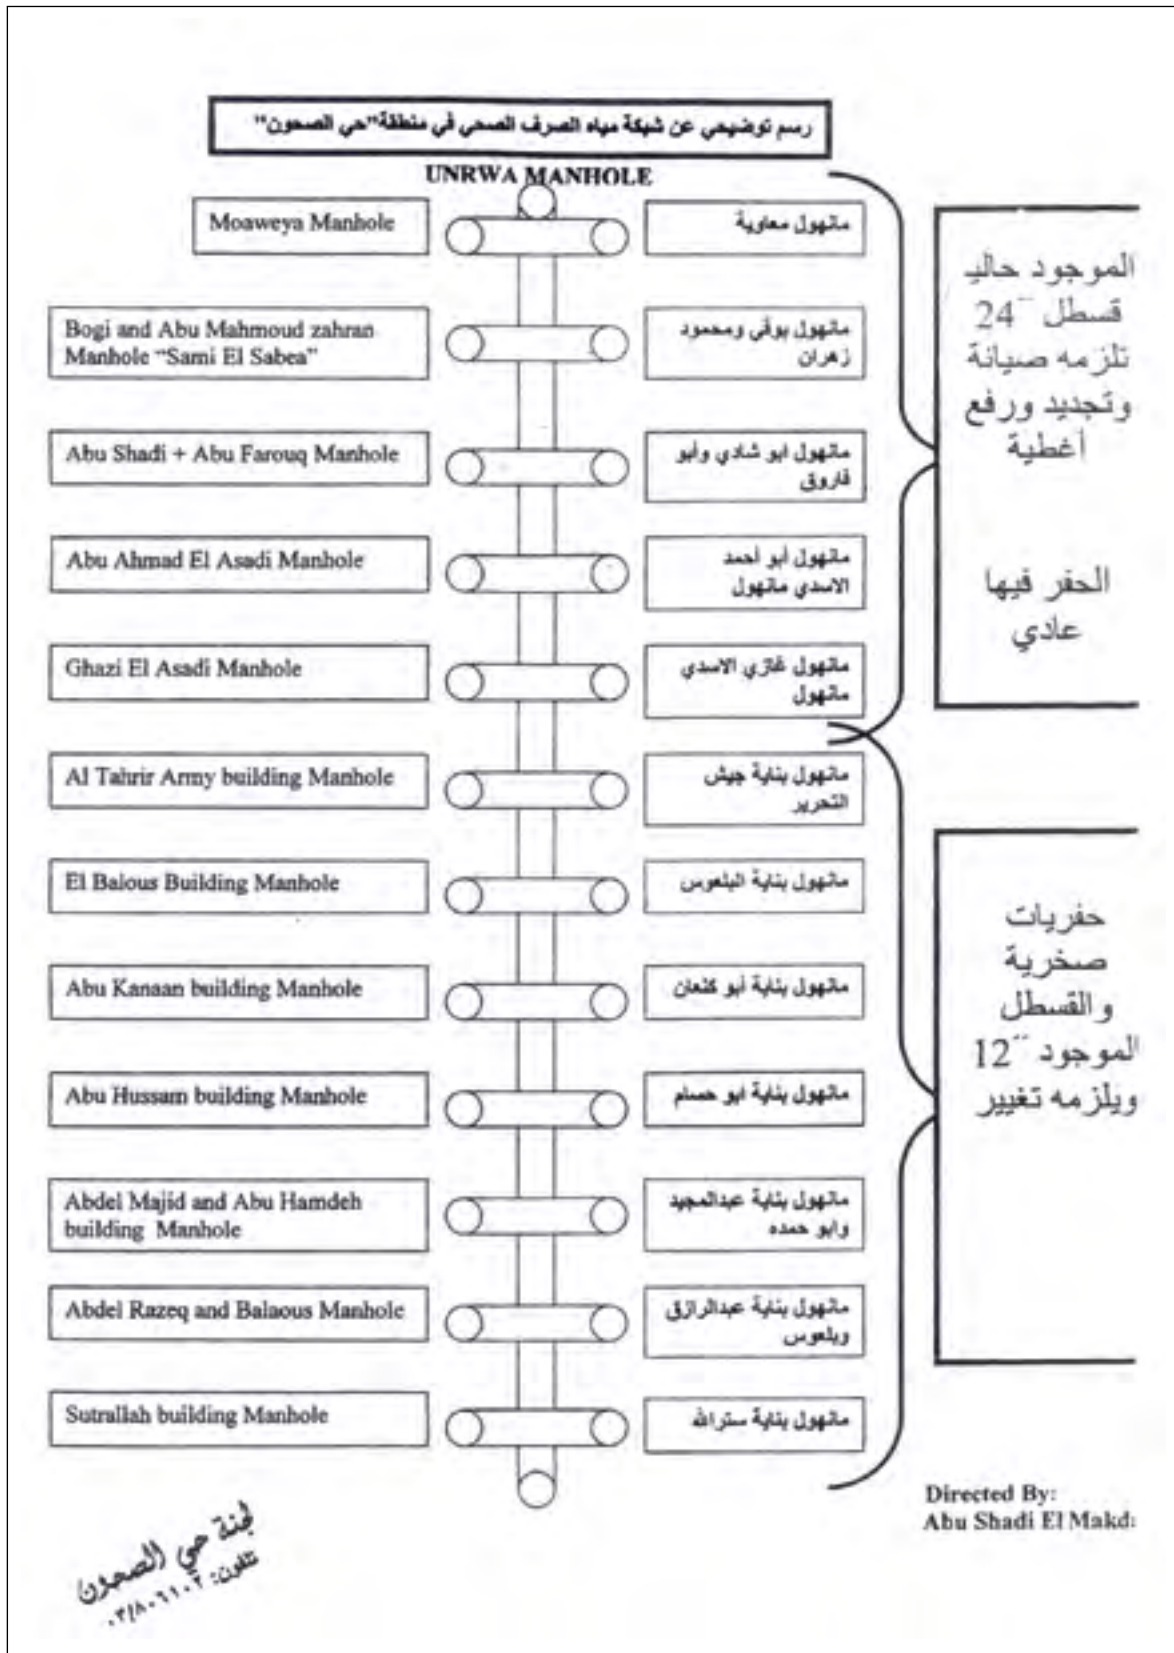 رسم توضيحي عن شبكة مياه الصرف الصحي في منطقة "حي الصحون"
UNRWA MANHOLE
Moaweya Manhole
مانهول معاوية
Bogi and Abu Mahmoud zahran
Manhole "Sami El Sabea"
مانهول بوقي ومحمود
زهران
Abu Shadi + Abu Farouq Manhole
مانهول ابو شادي وأبو
فاروق
Abu Ahmad El Asadi Manhole
مانهول أبو أحمد
الاسدي مانهول
Ghazi El Asadi Manhole
مانهول غازي الاسدي
مانهول
Al Tahrir Army building Manhole
مانهول بناية جيش
التحرير
El Balous Building Manhole
مانهول بناية البلعوس
Abu Kanaan building Manhole
مانهول بناية أبو كنعان
Abu Hussam building Manhole
مانهول بناية ابو حسام
Abdel Majid and Abu Hamdeh
building Manhole
مانهول بناية عبدالمجيد
وابو حمده
Abdel Razeq and Balaous Manhole
مانهول بناية عبدالرازق
وبلعوس
Sutrallah building Manhole
مانهول بناية سترالله
الموجود حاليـ
قسطل "24
تلزمه صيانة
وتجديد ورفع
أغطية
الحفر فيها
عادي
حفريات
صخرية
والقسطل
الموجود "12
ويلزمه تغيير
Directed By:
Abu Shadi El Makd
لجنة حي الصحون
تلفون: ٠٣/٨٠٦١٠٢